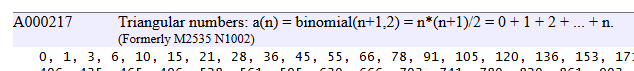 A000217 Triangular numbers: a(n) = binomial(n+1,2) = n*(n+1)/2 = 0 + 1 + 2 + ... + n.
(Formerly M2535 N1002)
0, 1, 3, 6, 10, 15, 21, 28, 36, 45, 55, 66, 78, 91, 105, 120, 136, 153, 171